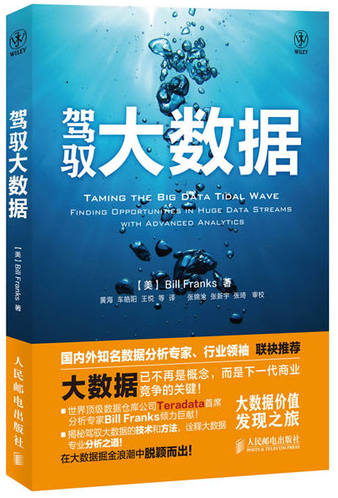 WILEY
驾驭大数据
[美] Bill Franks 著
人民邮电出版社
WILEY
驾驭
大数据
TAMING THE BIG DATA TIDAL WAVE
FINDING OPPORTUNITIES IN HUGE DATA STREAMS
WITH ADVANCED ANALYTICS
【美】Bill Franks 著
黄海 车皓阳 王悦 等 译 张锦沧 张新宇 张琦 审校
国内外知名数据分析专家、行业领袖 联袂推荐
大数据已不再是概念,而是下一代商业
竞争的关键!
■ 世界顶级数据仓库公司Teradata首席
分析专家Bill Franks倾力巨献!
■ 揭秘驾驭大数据的技术和方法,诠释大数据
专业分析之道!
在大数据掘金浪潮中脱颖而出!
大数据价值
发现之旅
人民邮电出版社
POSTS & TELECOM PRESS